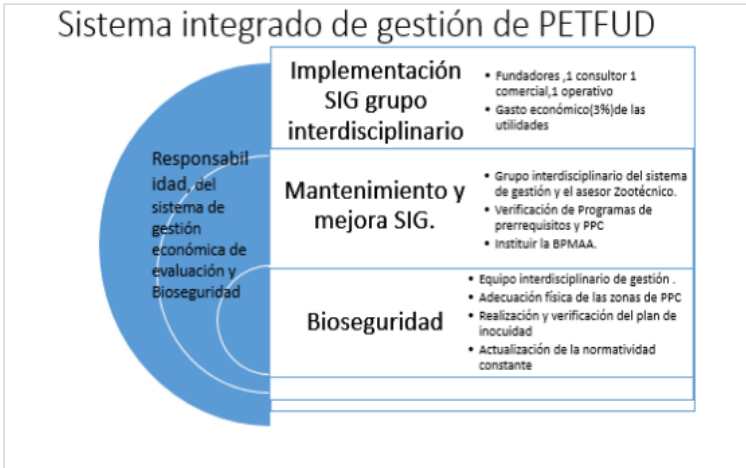 Sistema integrado de gestión de PETFUD
Responsabil
idad, del
sistema de
gestión
económica de
evaluación y
Bioseguridad
Implementación
SIG grupo
interdisciplinario
• Fundadores ,1 consultor 1
comercial,1 operativo
• Gasto económico(3%)de las
utilidades
Mantenimiento y
mejora SIG.
• Grupo interdisciplinario del sistema
de gestión y el asesor Zootécnico.
• Verificación de Programas de
prerrequisitos y PPC
• Instituir la BPMAA.
Bioseguridad
• Equipo interdisciplinario de gestión .
• Adecuación física de las zonas de PPC
• Realización y verificación del plan de
inocuidad
• Actualización de la normatividad
constante